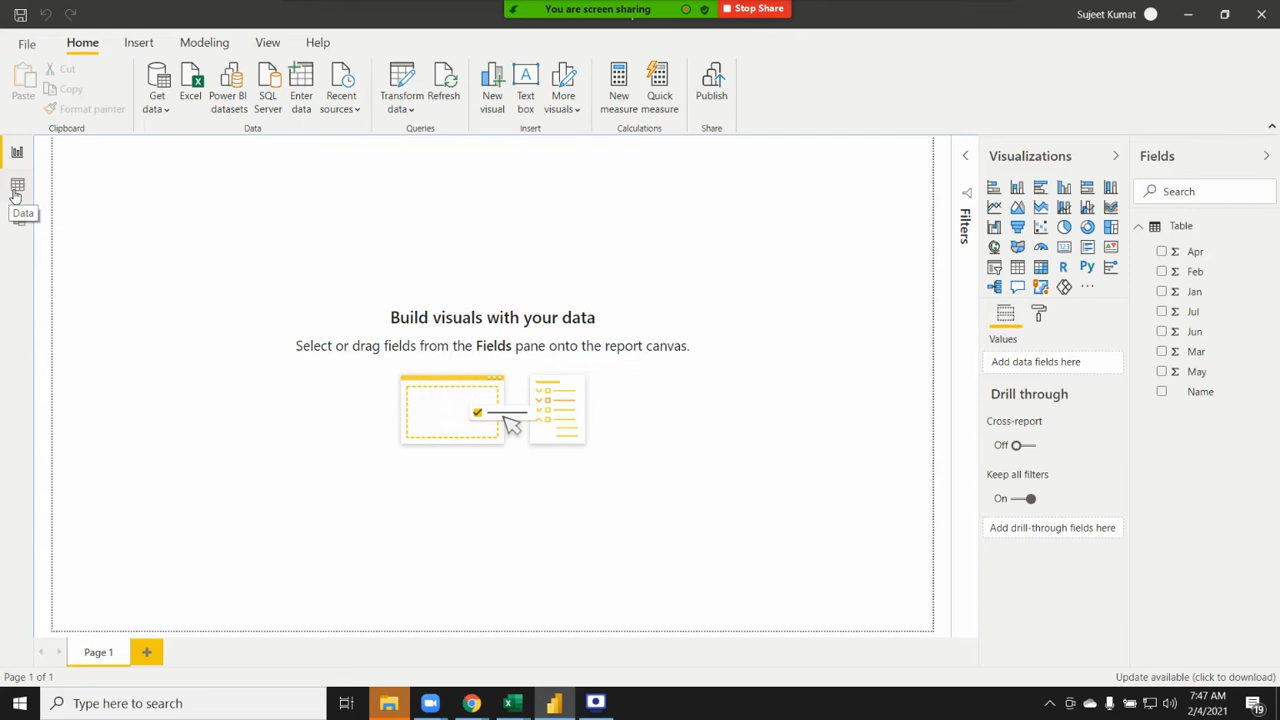 You are screen sharing
Stop Share
Sujeet Kumat
File
Home
Insert
Modeling
View
Help
Paste
Cut
Copy
Format painter
Clipboard
Get data
Excel
Power BI datasets
SQL Server
Enter data
Recent sources
Data
Transform data
Refresh
Queries
New visual
Text box
More visuals
Insert
New measure
Quick measure
Calculations
Publish
Share
Data
Build visuals with your data
Select or drag fields from the Fields pane onto the report canvas.
Filters
Visualizations
R
Py
Values
Add data fields here
Drill through
Cross-report
Off
Keep all filters
On
Add drill-through fields here
Fields
Search
Table
Σ Apr
Σ Feb
Σ Jan
Σ Jul
Σ Jun
Σ Mar
Σ May
Name
Page 1
Page 1 of 1
Update available (click to download)
Type here to search
7:47 AM
2/4/2021
19